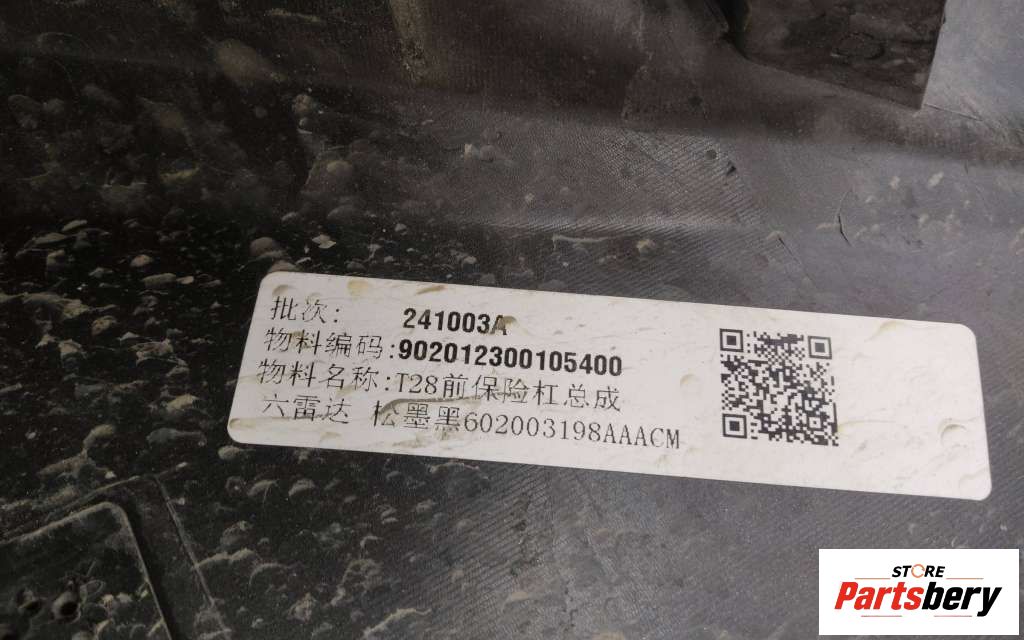 批次: 241003A
物料编码:902012300105400
物料名称:T28前保险杠总成
六雷达 松墨黑602003198AAACM
STORE
Partsbery